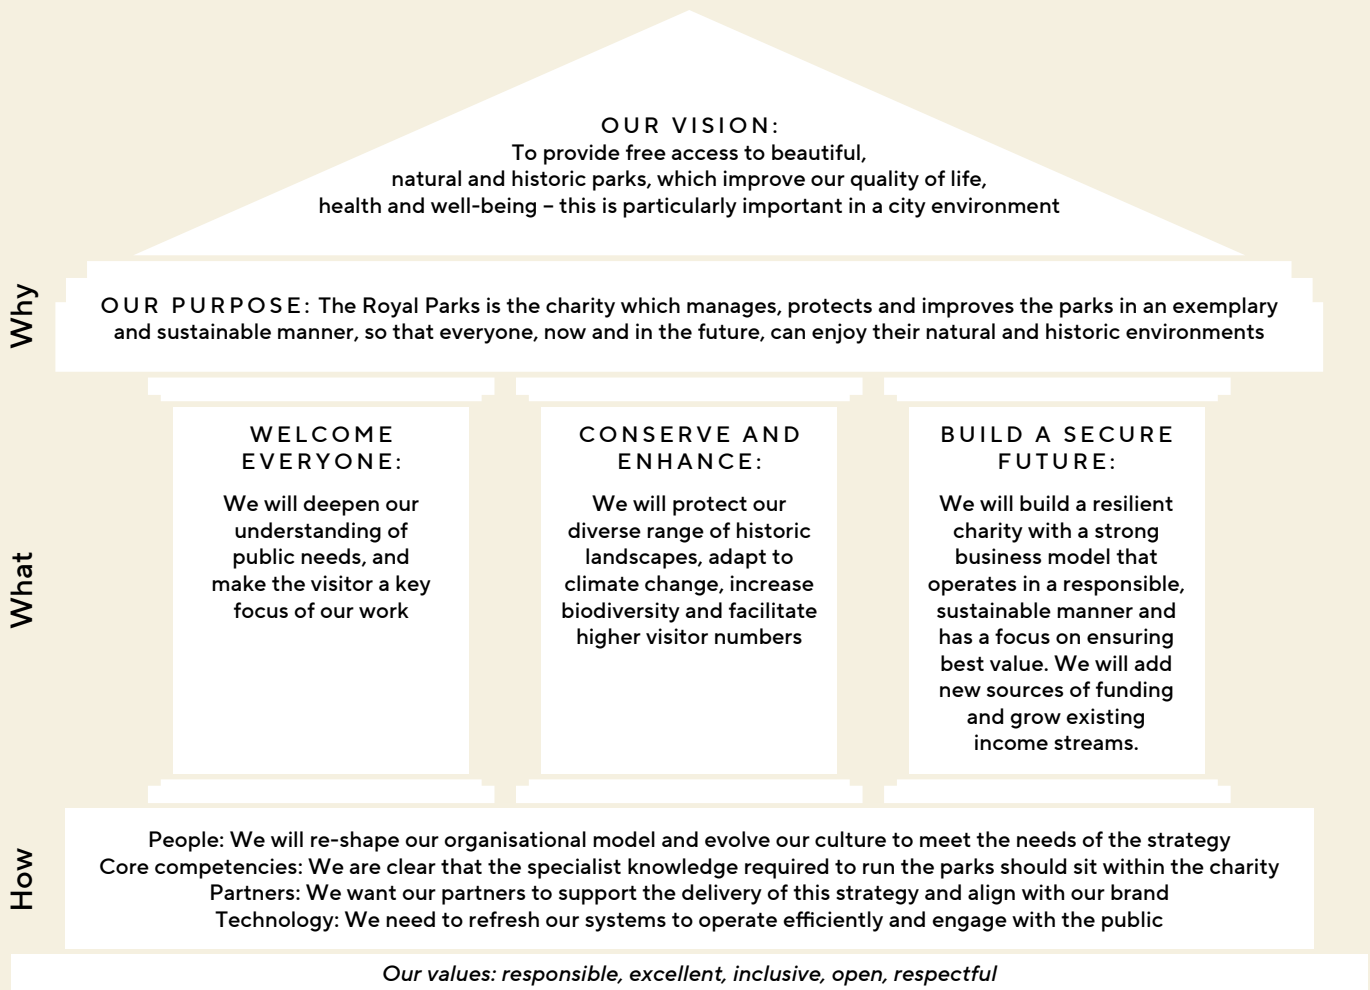 OUR VISION:
To provide free access to beautiful,
natural and historic parks, which improve our quality of life,
health and well-being – this is particularly important in a city environment
Why
OUR PURPOSE: The Royal Parks is the charity which manages, protects and improves the parks in an exemplary
and sustainable manner, so that everyone, now and in the future, can enjoy their natural and historic environments
What
WELCOME
EVERYONE:
We will deepen our
understanding of
public needs, and
make the visitor a key
focus of our work
CONSERVE AND
ENHANCE:
We will protect our
diverse range of historic
landscapes, adapt to
climate change, increase
biodiversity and facilitate
higher visitor numbers
BUILD A SECURE
FUTURE:
We will build a resilient
charity with a strong
business model that
operates in a responsible,
sustainable manner and
has a focus on ensuring
best value. We will add
new sources of funding
and grow existing
income streams.
How
People: We will re-shape our organisational model and evolve our culture to meet the needs of the strategy
Core competencies: We are clear that the specialist knowledge required to run the parks should sit within the charity
Partners: We want our partners to support the delivery of this strategy and align with our brand
Technology: We need to refresh our systems to operate efficiently and engage with the public
Our values: responsible, excellent, inclusive, open, respectful